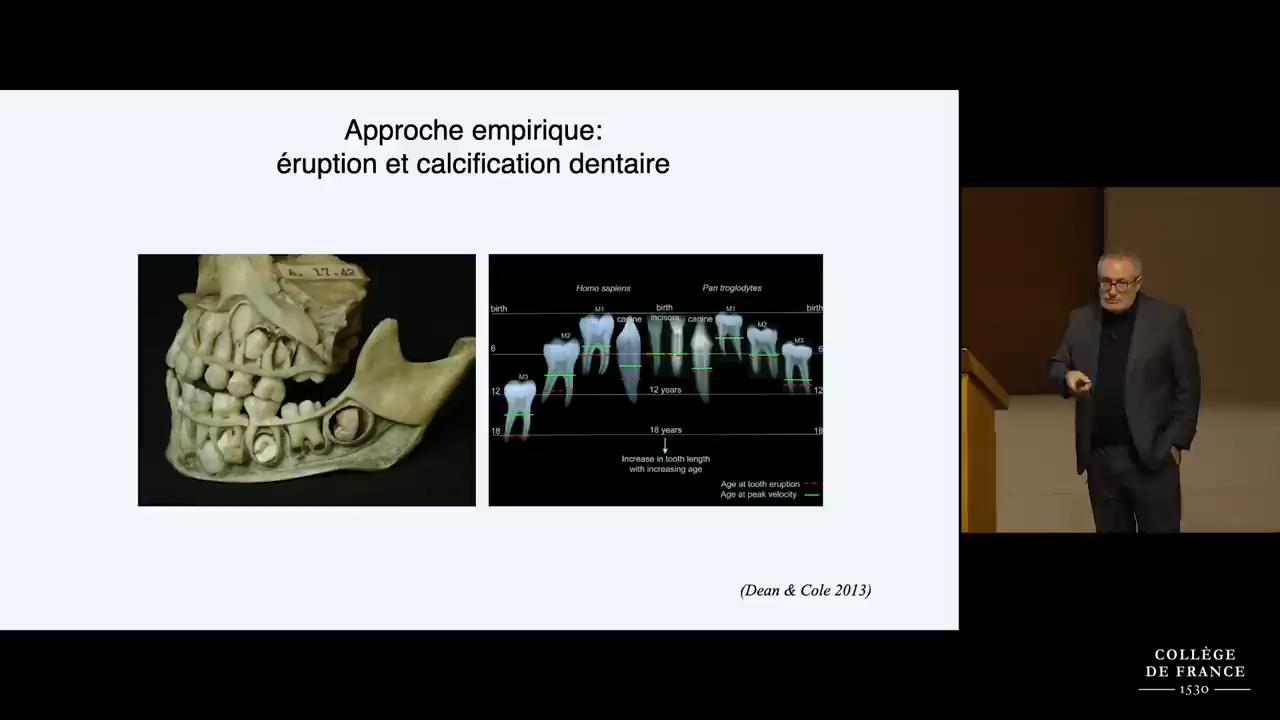 Approche empirique:
éruption et calcification dentaire
A. 17.42
Homo sapiens
Pan troglodytes
birth
birth
birth
M1
M1
canine
incisors
canine
M2
M2
M3
M3
6
6
12
12 years
12
18
18 years
18
Increase in tooth length
with increasing age
Age at tooth eruption
Age at peak velocity
(Dean & Cole 2013)
COLLÈGE
DE FRANCE
1530